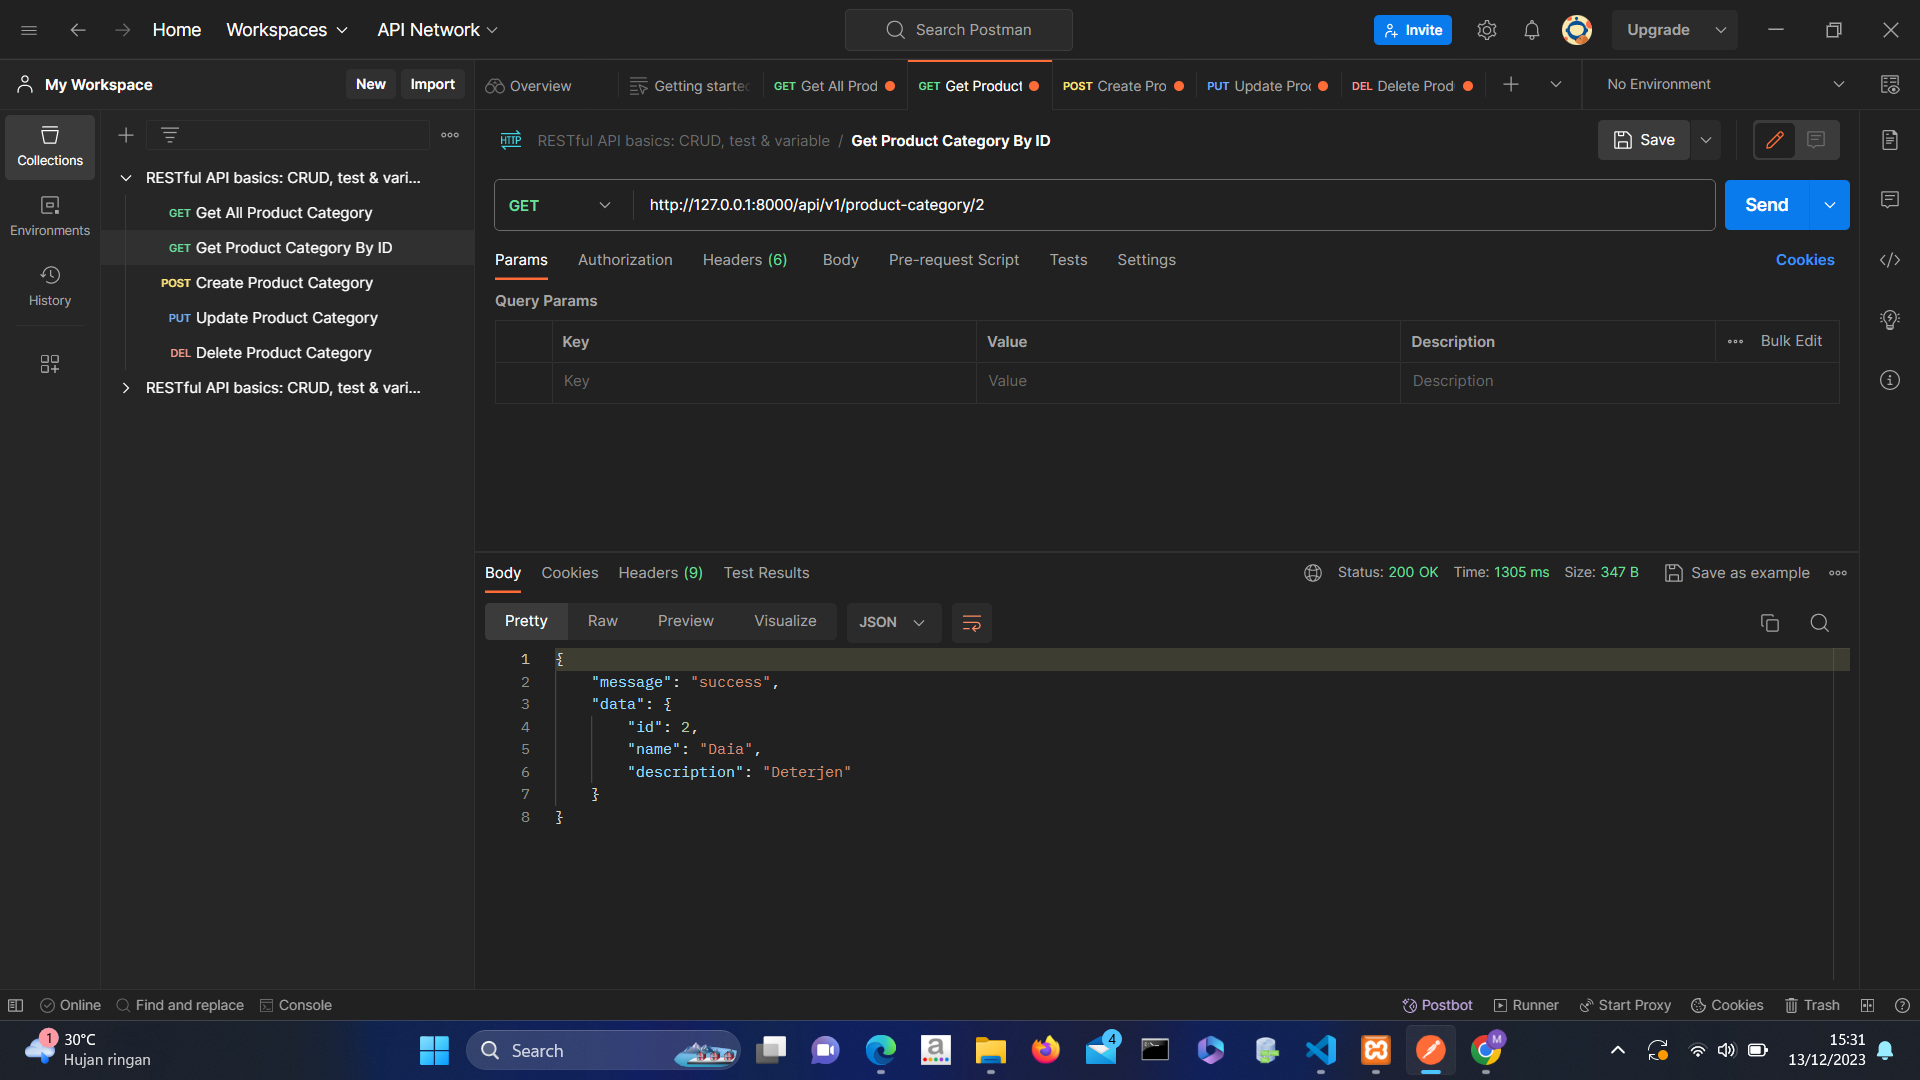 Home
Workspaces
API Network
Search Postman
Invite
Upgrade
My Workspace
New
Import
Overview
Getting started
GET Get All Prod
GET Get Product
POST Create Pro
PUT Update Prod
DEL Delete Prod
No Environment
Collections
Environments
History
RESTful API basics: CRUD, test & vari...
GET Get All Product Category
GET Get Product Category By ID
POST Create Product Category
PUT Update Product Category
DEL Delete Product Category
RESTful API basics: CRUD, test & vari...
HTTP RESTful API basics: CRUD, test & variable / Get Product Category By ID
Save
GET http://127.0.0.1:8000/api/v1/product-category/2
Send
Params Authorization Headers (6) Body Pre-request Script Tests Settings
Cookies
Query Params
Key Value Description Bulk Edit
Key Value Description
Body Cookies Headers (9) Test Results
Status: 200 OK Time: 1305 ms Size: 347 B
Save as example
Pretty Raw Preview Visualize JSON
1 {
2 "message": "success",
3 "data": {
4 "id": 2,
5 "name": "Daia",
6 "description": "Deterjen"
7 }
8 }
Online Find and replace Console
Postbot Runner Start Proxy Cookies Trash
1
30°C
Hujan ringan
Search
a
4
M
15:31
13/12/2023